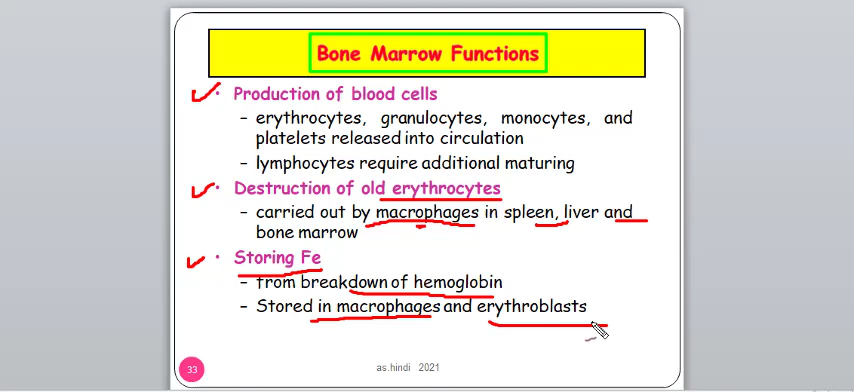 Bone Marrow Functions
• Production of blood cells
– erythrocytes, granulocytes, monocytes, and
platelets released into circulation
– lymphocytes require additional maturing
• Destruction of old erythrocytes
– carried out by macrophages in spleen, liver and
bone marrow
• Storing Fe
– from breakdown of hemoglobin
– Stored in macrophages and erythroblasts
33
as.hindi 2021